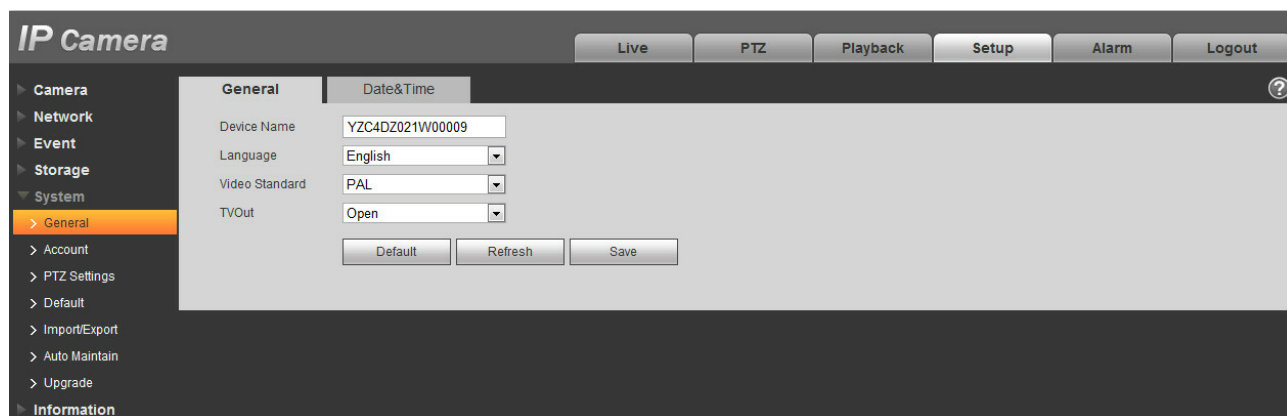 IP Camera
Live PTZ Playback Setup Alarm Logout
Camera
Network
Event
Storage
System
> General
> Account
> PTZ Settings
> Default
> Import/Export
> Auto Maintain
> Upgrade
Information
General Date&Time
?
Device Name YZC4DZ021W00009
Language English
Video Standard PAL
TVOut Open
Default Refresh Save